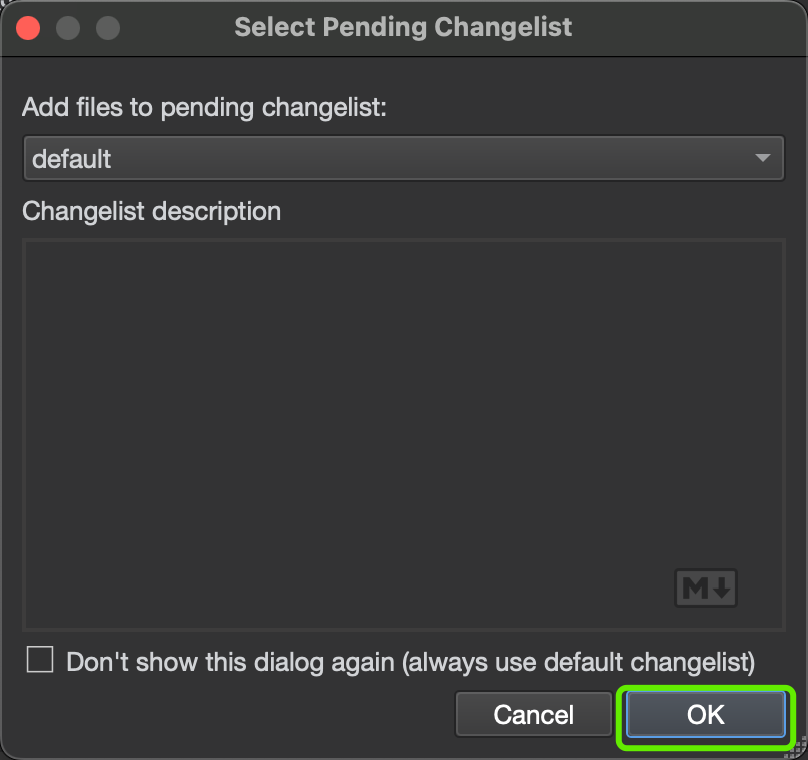 Select Pending Changelist
Add files to pending changelist:
default
Changelist description
M
Don't show this dialog again (always use default changelist)
Cancel
OK